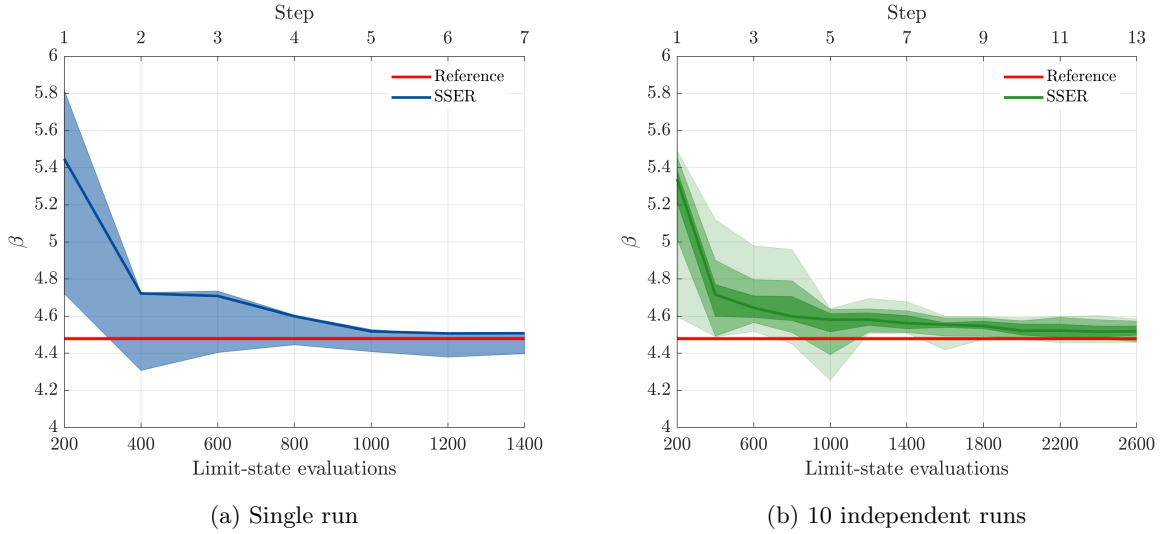 Step
1 2 3 4 5 6 7
6
5.8
5.6
5.4
5.2
5
4.8
4.6
4.4
4.2
4
β
Reference
SSER
200 400 600 800 1000 1200 1400
Limit-state evaluations
(a) Single run
Step
1 3 5 7 9 11 13
6
5.8
5.6
5.4
5.2
5
4.8
4.6
4.4
4.2
4
β
Reference
SSER
200 600 1000 1400 1800 2200 2600
Limit-state evaluations
(b) 10 independent runs